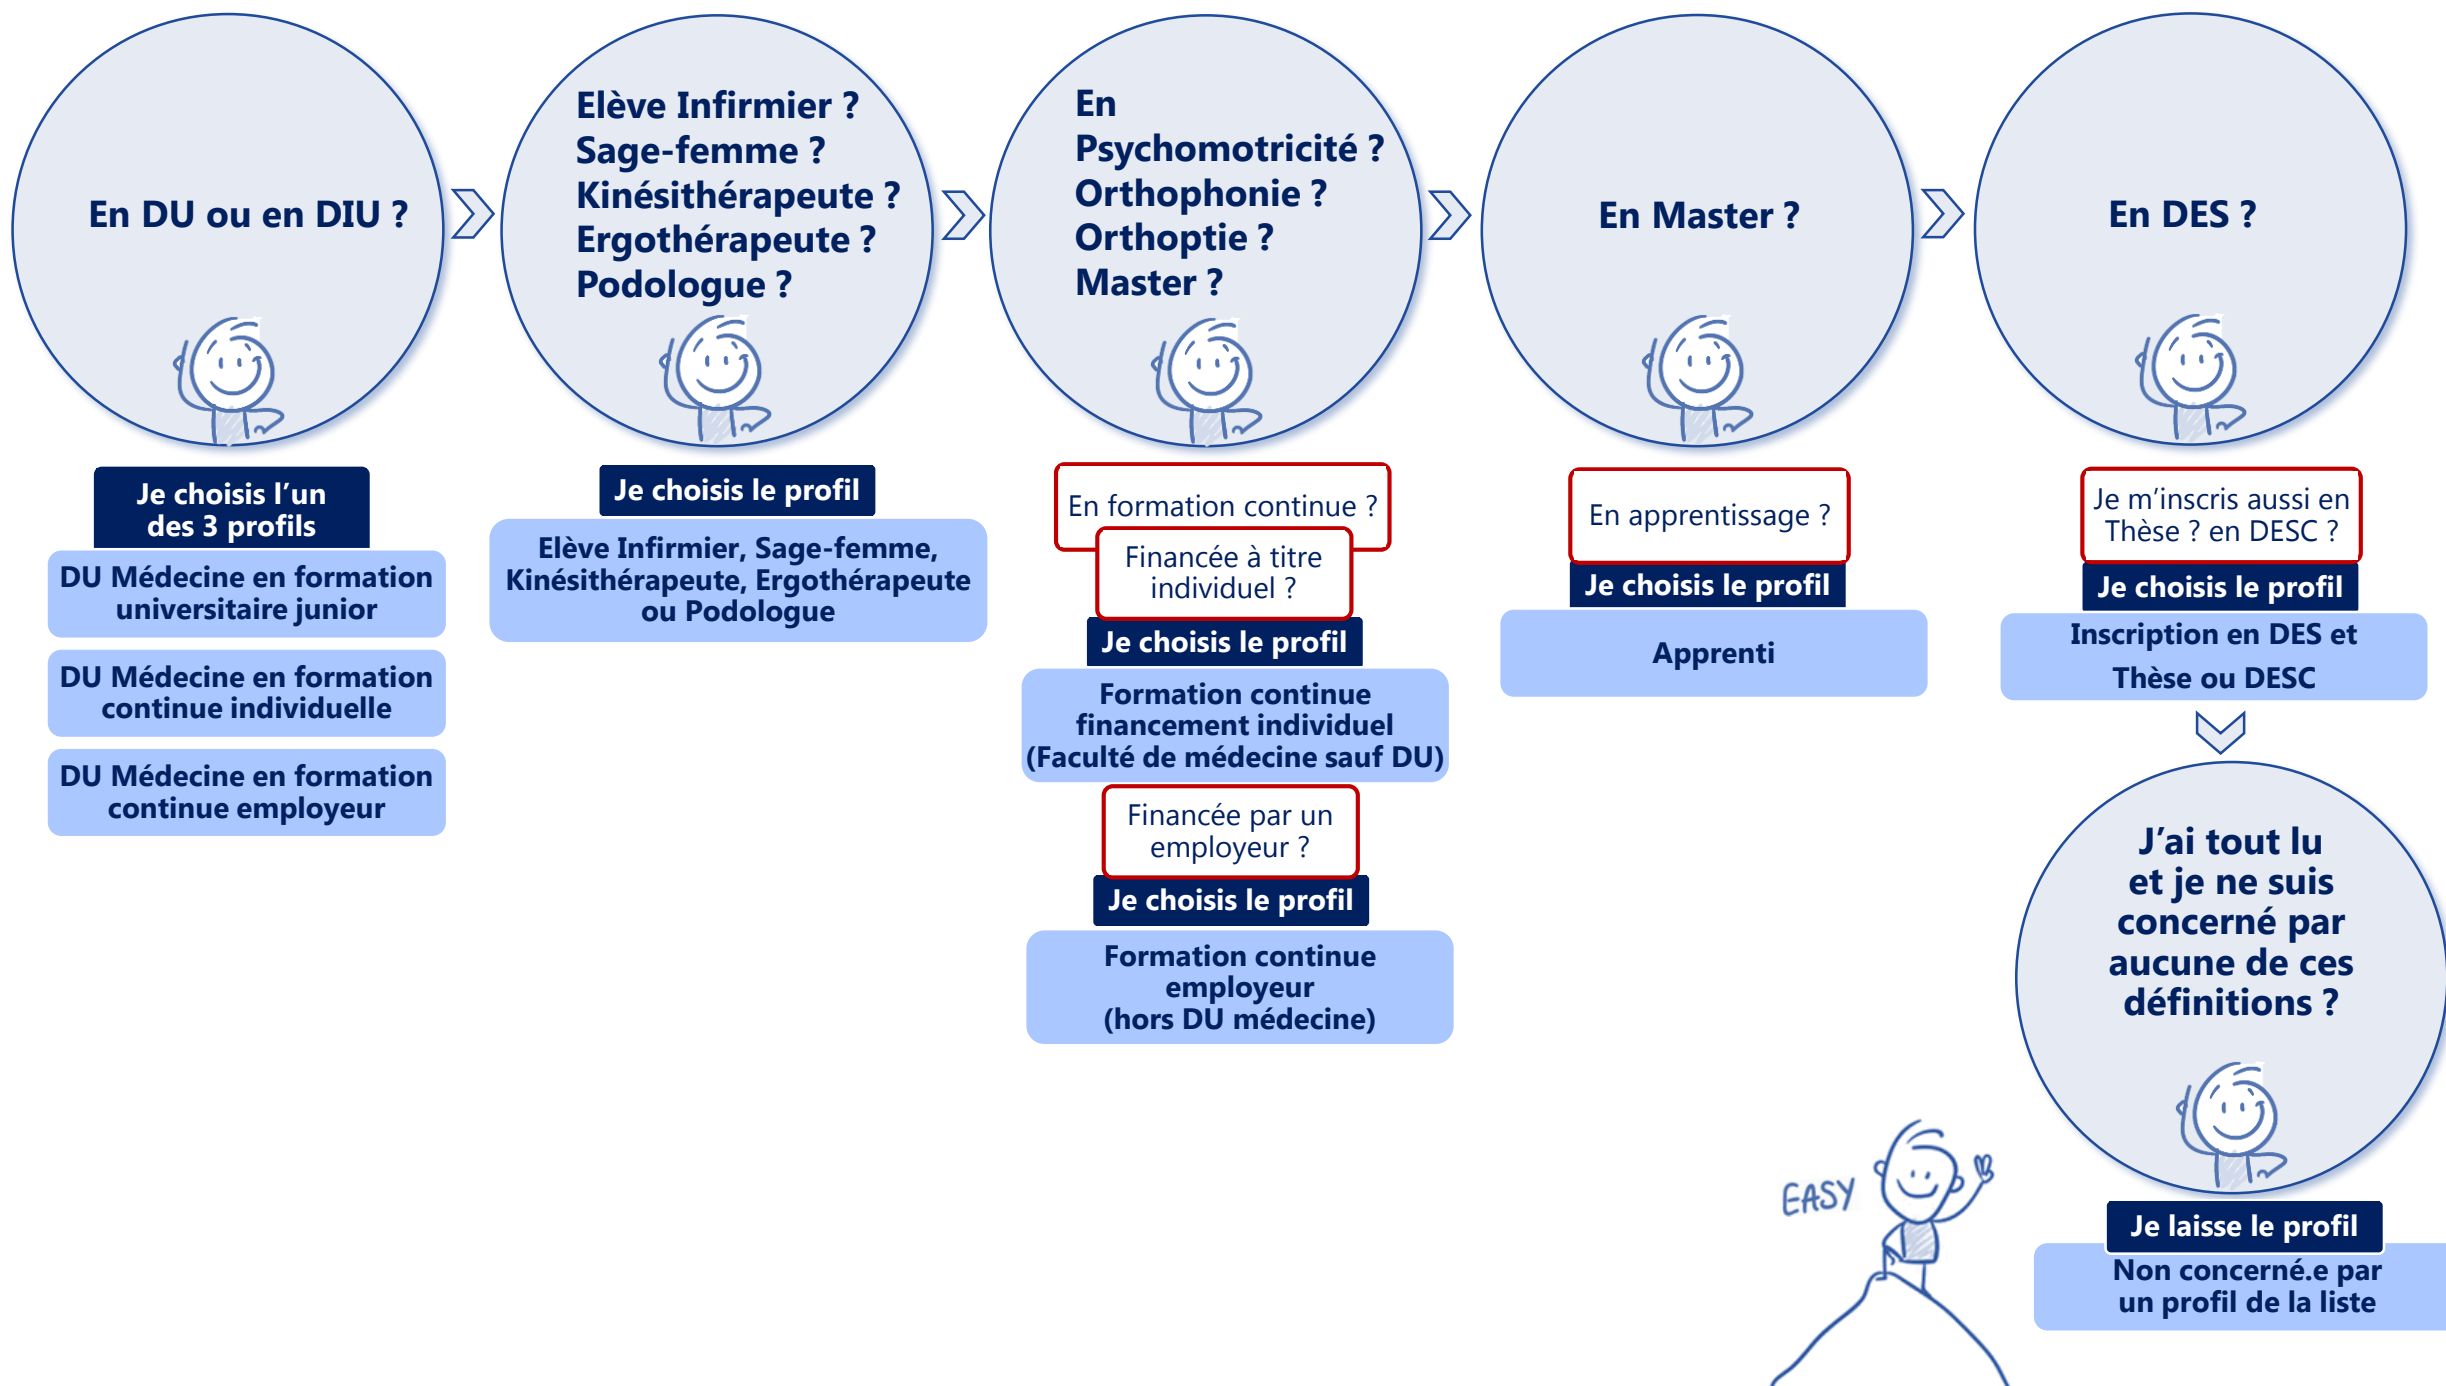 En DU ou en DIU ?
Je choisis l’un
des 3 profils
DU Médecine en formation
universitaire junior
DU Médecine en formation
continue individuelle
DU Médecine en formation
continue employeur
Elève Infirmier ?
Sage-femme ?
Kinésithérapeute ?
Ergothérapeute ?
Podologue ?
Je choisis le profil
Elève Infirmier, Sage-femme,
Kinésithérapeute, Ergothérapeute
ou Podologue
En
Psychomotricité ?
Orthophonie ?
Orthoptie ?
Master ?
En formation continue ?
Financée à titre
individuel ?
Je choisis le profil
Formation continue
financement individuel
(Faculté de médecine sauf DU)
Financée par un
employeur ?
Je choisis le profil
Formation continue
employeur
(hors DU médecine)
En Master ?
En apprentissage ?
Je choisis le profil
Apprenti
En DES ?
Je m’inscris aussi en
Thèse ? en DESC ?
Je choisis le profil
Inscription en DES et
Thèse ou DESC
J’ai tout lu
et je ne suis
concerné par
aucune de ces
définitions ?
Je laisse le profil
Non concerné.e par
un profil de la liste
EASY